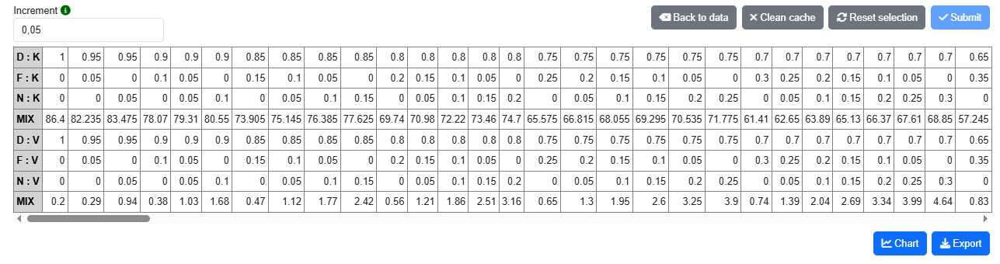 Increment
0,05
Back to data
Clean cache
Reset selection
Submit
D : K 1 0.95 0.95 0.9 0.9 0.9 0.85 0.85 0.85 0.85 0.8 0.8 0.8 0.8 0.8 0.75 0.75 0.75 0.75 0.75 0.75 0.7 0.7 0.7 0.7 0.7 0.7 0.7 0.65
F : K 0 0.05 0 0.1 0.05 0 0.15 0.1 0.05 0 0.2 0.15 0.1 0.05 0 0.25 0.2 0.15 0.1 0.05 0 0.3 0.25 0.2 0.15 0.1 0.05 0 0.35
N : K 0 0 0.05 0 0.05 0.1 0 0.05 0.1 0.15 0 0.05 0.1 0.15 0.2 0 0.05 0.1 0.15 0.2 0.25 0 0.05 0.1 0.15 0.2 0.25 0.3 0
MIX 86.4 82.235 83.475 78.07 79.31 80.55 73.905 75.145 76.385 77.625 69.74 70.98 72.22 73.46 74.7 65.575 66.815 68.055 69.295 70.535 71.775 61.41 62.65 63.89 65.13 66.37 67.61 68.85 57.245
D : V 1 0.95 0.95 0.9 0.9 0.9 0.85 0.85 0.85 0.85 0.8 0.8 0.8 0.8 0.8 0.75 0.75 0.75 0.75 0.75 0.75 0.7 0.7 0.7 0.7 0.7 0.7 0.7 0.65
F : V 0 0.05 0 0.1 0.05 0 0.15 0.1 0.05 0 0.2 0.15 0.1 0.05 0 0.25 0.2 0.15 0.1 0.05 0 0.3 0.25 0.2 0.15 0.1 0.05 0 0.35
N : V 0 0 0.05 0 0.05 0.1 0 0.05 0.1 0.15 0 0.05 0.1 0.15 0.2 0 0.05 0.1 0.15 0.2 0.25 0 0.05 0.1 0.15 0.2 0.25 0.3 0
MIX 0.2 0.29 0.94 0.38 1.03 1.68 0.47 1.12 1.77 2.42 0.56 1.21 1.86 2.51 3.16 0.65 1.3 1.95 2.6 3.25 3.9 0.74 1.39 2.04 2.69 3.34 3.99 4.64 0.83
Chart
Export